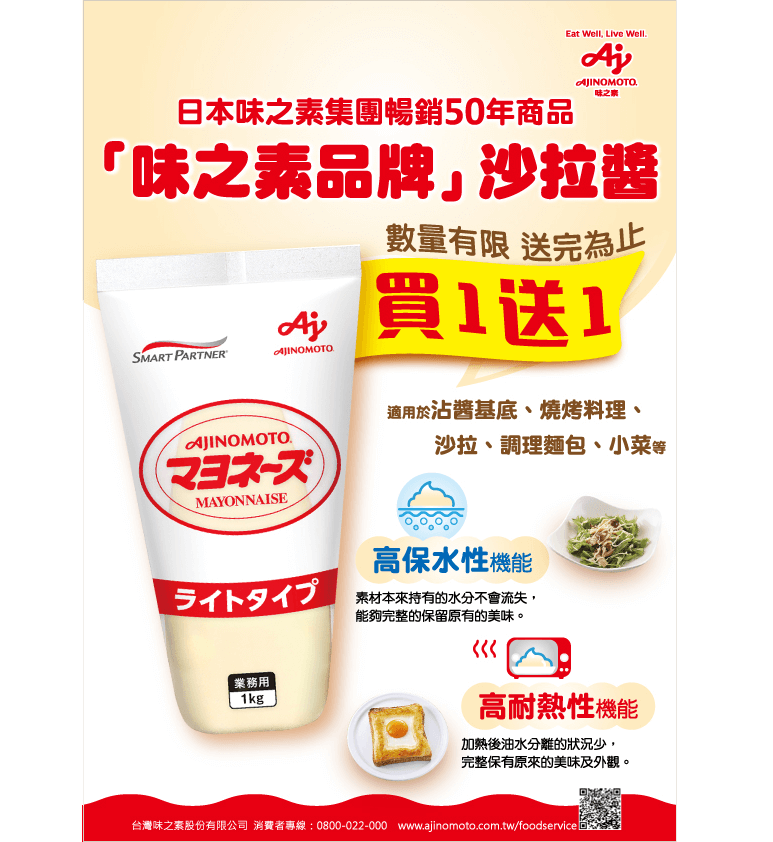 Eat Well, Live Well.
AJINOMOTO.
味之素
日本味之素集團暢銷50年商品
「味之素品牌」沙拉醬
數量有限 送完為止
買1送1
SMART PARTNER®
AJINOMOTO.
AJINOMOTO.
マヨネーズ
MAYONNAISE
ライトタイプ
業務用
1kg
適用於沾醬基底、燒烤料理、
沙拉、調理麵包、小菜等
高保水性機能
素材本來持有的水分不會流失，
能夠完整的保留原有的美味。
高耐熱性機能
加熱後油水分離的狀況少，
完整保有原來的美味及外觀。
台灣味之素股份有限公司 消費者專線：0800-022-000 www.ajinomoto.com.tw/foodservice